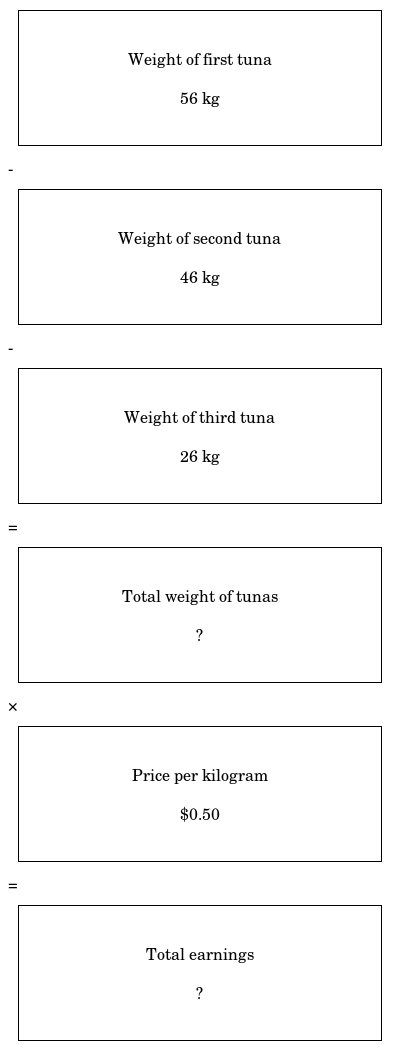 Weight of first tuna
56 kg
-
Weight of second tuna
46 kg
-
Weight of third tuna
26 kg
=
Total weight of tunas
?
×
Price per kilogram
$0.50
=
Total earnings
?